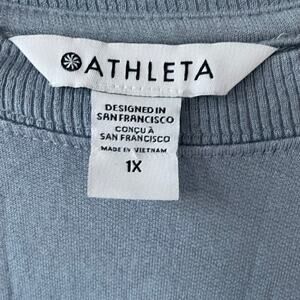 ATHLETA
DESIGNED IN
SAN FRANCISCO
CONÇU À
SAN FRANCISCO
MADE IN VIETNAM
1X